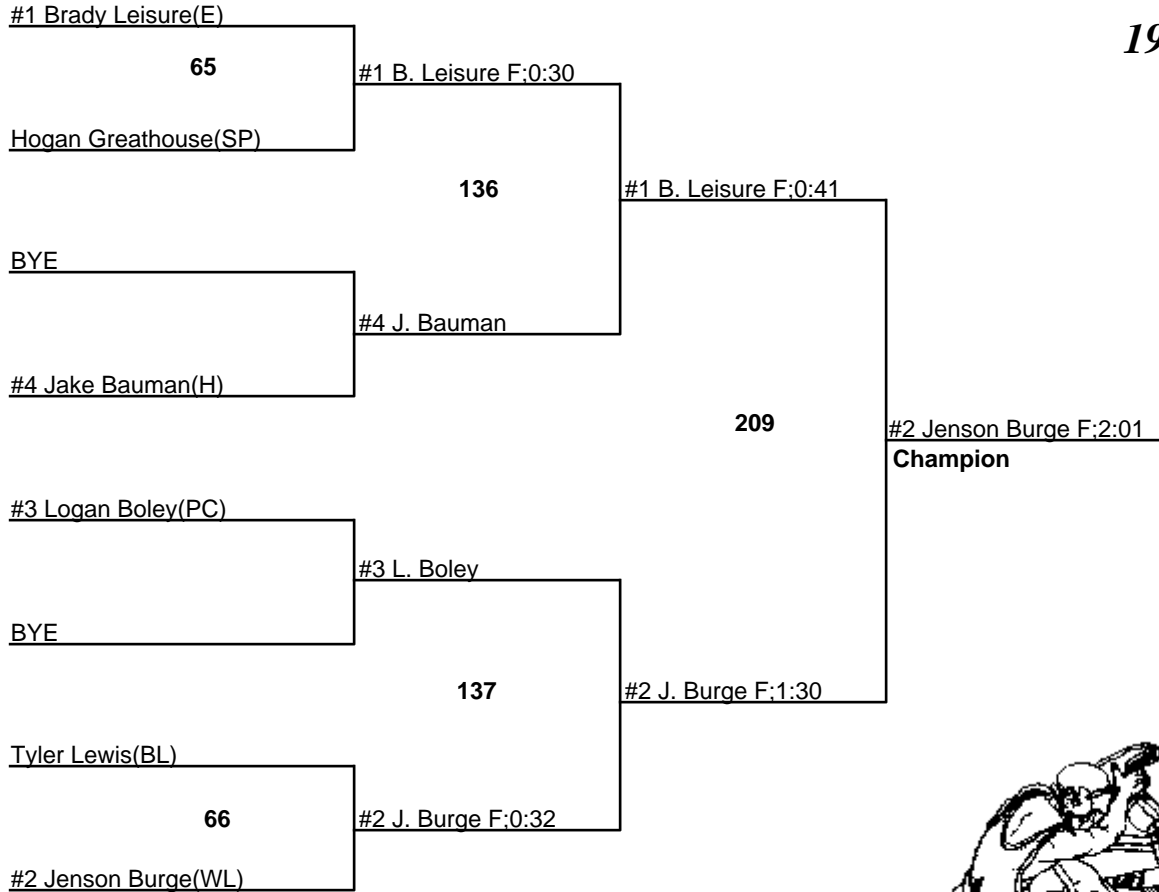 #1 Brady Leisure(E)
19
65
#1 B. Leisure F;0:30
Hogan Greathouse(SP)
136
#1 B. Leisure F;0:41
BYE
#4 J. Bauman
#4 Jake Bauman(H)
209
#2 Jenson Burge F;2:01
Champion
#3 Logan Boley(PC)
#3 L. Boley
BYE
137
#2 J. Burge F;1:30
Tyler Lewis(BL)
66
#2 J. Burge F;0:32
#2 Jenson Burge(WL)